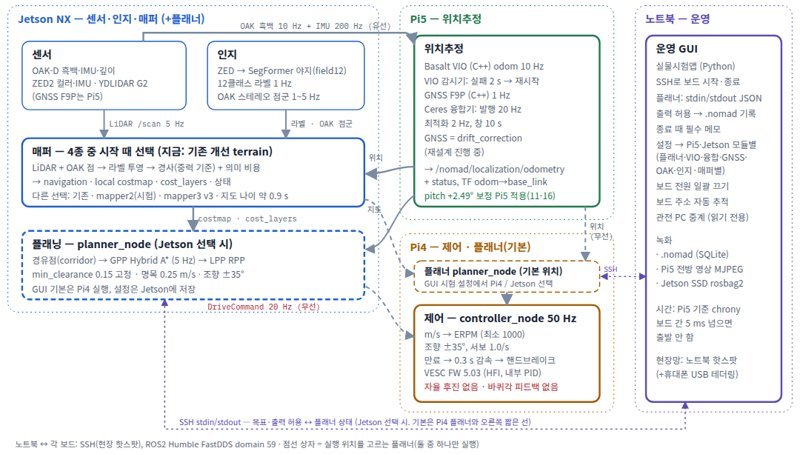 Jetson NX – 센서·인지·매퍼 (+플래너)
OAK 흑백 10 Hz + IMU 200 Hz (유선)
센서
OAK-D 흑백·IMU·깊이
ZED2 컬러·IMU · YDLIDAR G2
(GNSS F9P는 Pi5)
인지
ZED → SegFormer 야지(field12)
12클래스 라벨 1 Hz
OAK 스테레오 점군 1~5 Hz
LiDAR /scan 5 Hz
라벨 · OAK 점군
매퍼 — 4종 중 시작 때 선택 (지금: 기존 개선 terrain)
LiDAR + OAK 점 → 라벨 투영 → 경사(중력 기준) + 의미 비용
→ navigation · local costmap · cost_layers · 상태
다른 선택: 기존 · mapper2(시험) · mapper3 v3 · 지도 나이 약 0.9 s
costmap · cost_layers
플래닝 — planner_node (Jetson 선택 시)
경유점(corridor) → GPP Hybrid A* (5 Hz) → LPP RPP
min_clearance 0.15 고정 · 명목 0.25 m/s · 조향 ±35°
GUI 기본은 Pi4 실행, 설정은 Jetson에 저장
DriveCommand 20 Hz (무선)
위치
지도
Pi5 – 위치추정
위치추정
Basalt VIO (C++) odom 10 Hz
VIO 감시기: 실패 2 s → 재시작
GNSS F9P (C++) 1 Hz
Ceres 융합기: 발행 20 Hz
최적화 2 Hz, 창 10 s
GNSS = drift_correction
(재설계 진행 중)
→ /nomad/localization/odometry
+ status, TF odom→base_link
pitch +2.49° 보정 Pi5 적용(11-16)
위치
(무선)
Pi4 – 제어 · 플래너(기본)
플래너 planner_node (기본 위치)
GUI 시험 설정에서 Pi4 / Jetson 선택
제어 — controller_node 50 Hz
m/s → ERPM (최소 1000)
조향 ±35°, 서보 1.0/s
만료 → 0.3 s 감속 → 핸드브레이크
VESC FW 5.03 (HFI, 내부 PID)
자율 후진 없음 · 바퀴각 피드백 없음
SSH
노트북 – 운영
운영 GUI
실물시험앱 (Python)
SSH로 보드 시작·종료
플래너: stdin/stdout JSON
출력 허용 → .nomad 기록
종료 때 필수 메모
설정 → Pi5·Jetson 모듈별
(플래너·VIO·융합·GNSS·
OAK·인지·매퍼별)
보드 전원 일괄 끄기
보드 주소 자동 추적
관전 PC 중계 (읽기 전용)
녹화
· .nomad (SQLite)
· Pi5 전방 영상 MJPEG
· Jetson SSD rosbag2
시간: Pi5 기준 chrony
보드 간 5 ms 넘으면
출발 안 함
현장망: 노트북 핫스팟
(+휴대폰 USB 테더링)
SSH stdin/stdout — 목표·출력 허용 ↔ 플래너 상태 (Jetson 선택 시. 기본은 Pi4 플래너와 오른쪽 짧은 선)
노트북 ↔ 각 보드: SSH(현장 핫스팟), ROS2 Humble FastDDS domain 59 · 점선 상자 = 실행 위치를 고르는 플래너(둘 중 하나만 실행)